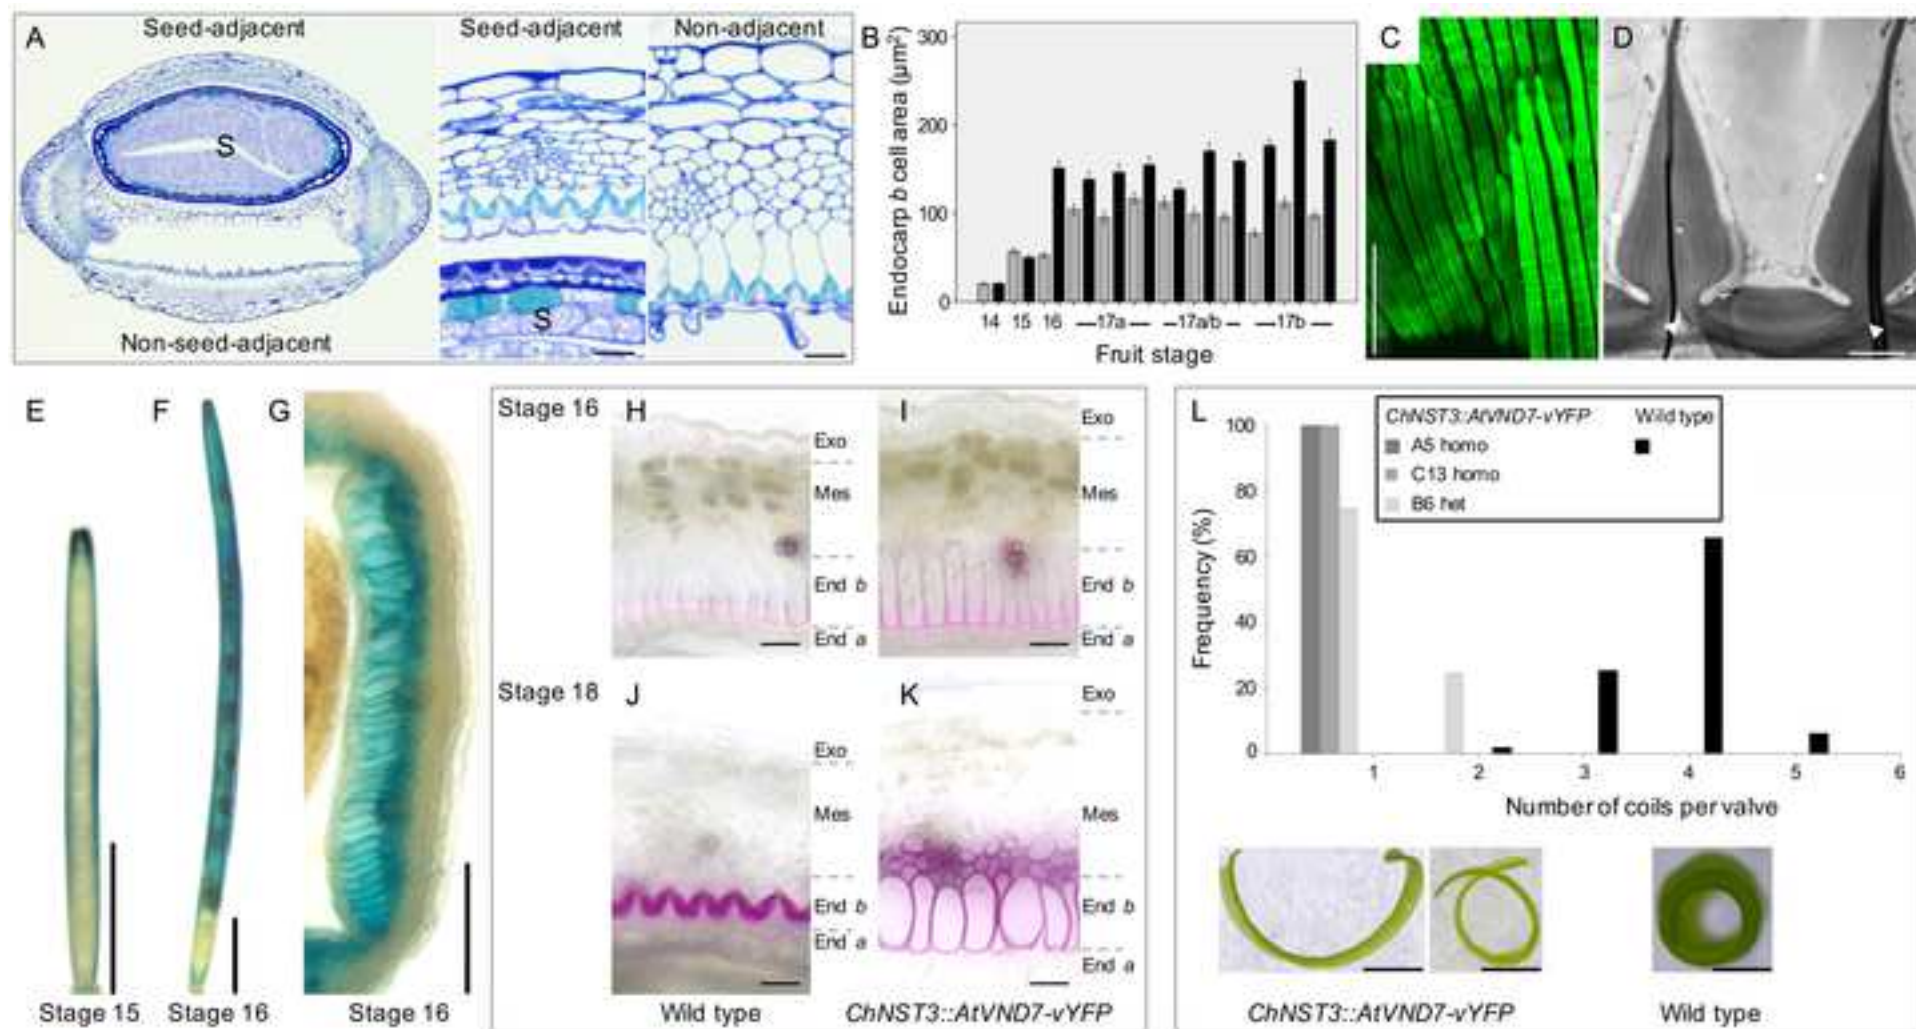 A
Seed-adjacent
S
Non-seed-adjacent
Seed-adjacent
S
Non-adjacent
B
Endocarp b cell area (µm²)
300
200
100
0
14 15 16 17a 17a/b 17b
Fruit stage
C
D
E
Stage 15
F
Stage 16
G
Stage 16
Stage 16
H
Exo
Mes
End b
End a
I
Exo
Mes
End b
End a
Stage 18
J
Exo
Mes
End b
End a
Wild type
K
Exo
Mes
End b
End a
ChNST3::AtVND7-vYFP
L
ChNST3::AtVND7-vYFP Wild type
A5 homo
C13 homo
B6 het
Frequency (%)
100
80
60
40
20
0
1 2 3 4 5 6
Number of coils per valve
ChNST3::AtVND7-vYFP
Wild type